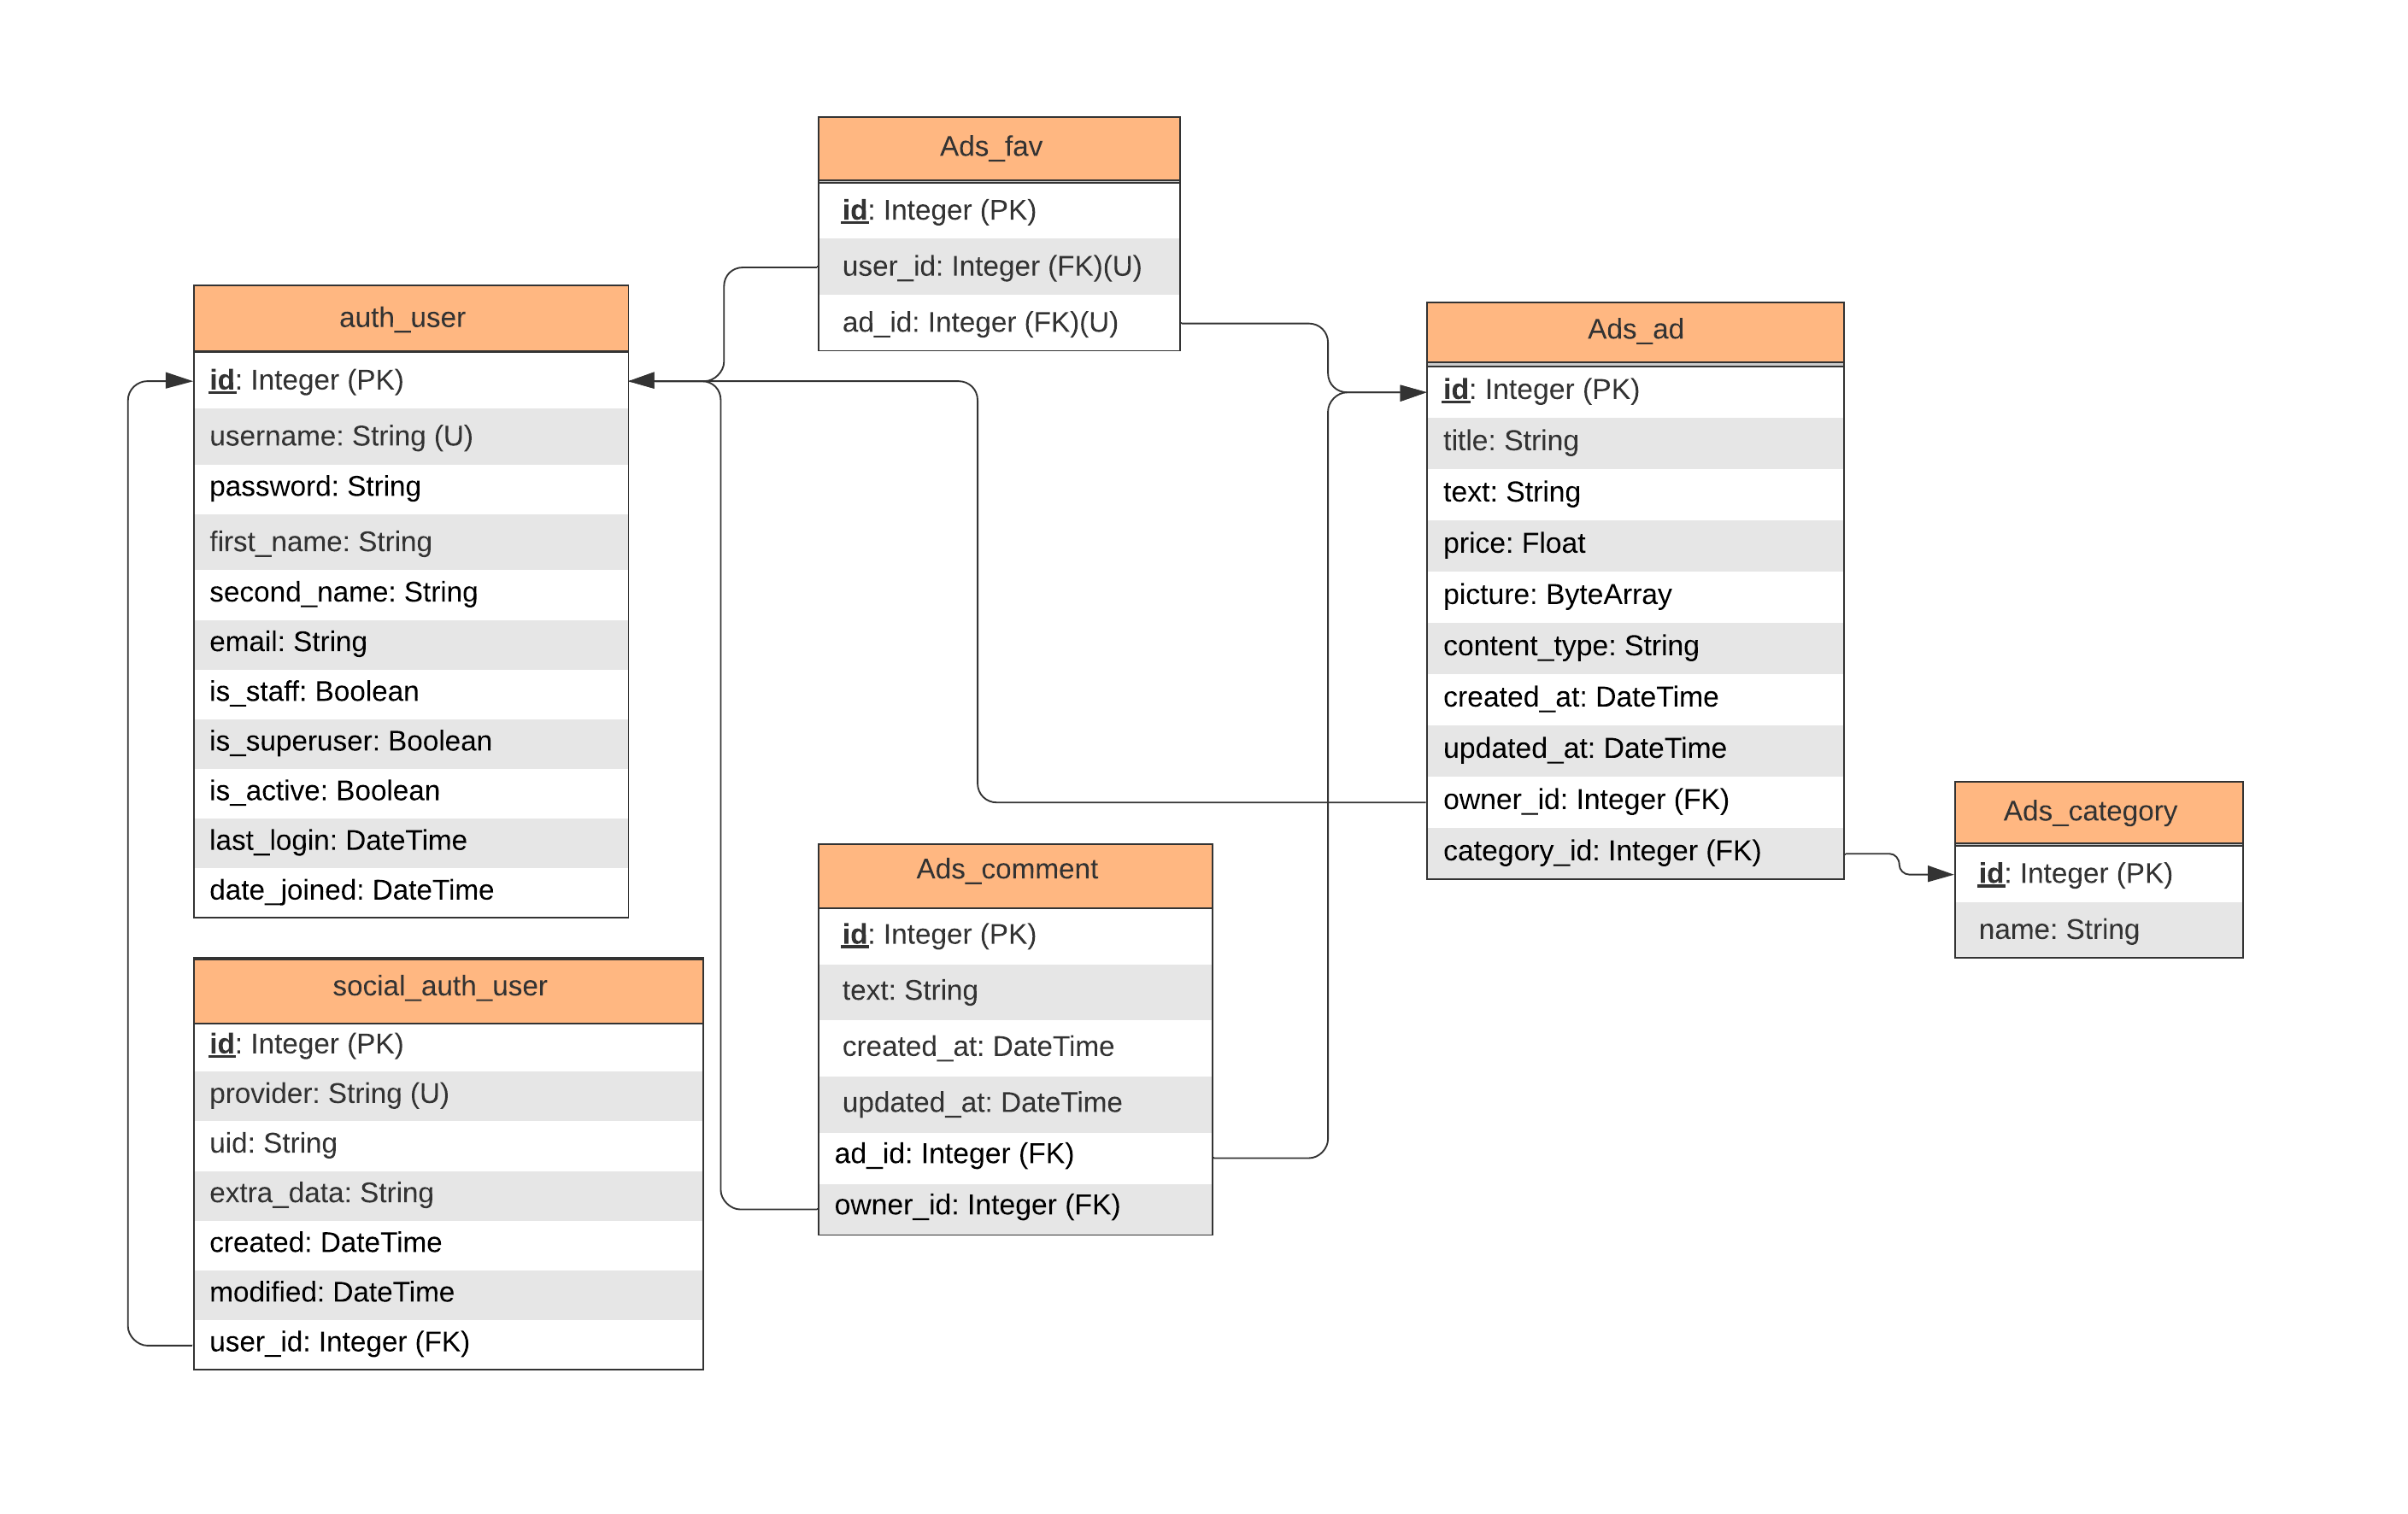 Ads_fav
id: Integer (PK)
user_id: Integer (FK)(U)
ad_id: Integer (FK)(U)
auth_user
id: Integer (PK)
username: String (U)
password: String
first_name: String
second_name: String
email: String
is_staff: Boolean
is_superuser: Boolean
is_active: Boolean
last_login: DateTime
date_joined: DateTime
Ads_ad
id: Integer (PK)
title: String
text: String
price: Float
picture: ByteArray
content_type: String
created_at: DateTime
updated_at: DateTime
owner_id: Integer (FK)
category_id: Integer (FK)
Ads_category
id: Integer (PK)
name: String
Ads_comment
id: Integer (PK)
text: String
created_at: DateTime
updated_at: DateTime
ad_id: Integer (FK)
owner_id: Integer (FK)
social_auth_user
id: Integer (PK)
provider: String (U)
uid: String
extra_data: String
created: DateTime
modified: DateTime
user_id: Integer (FK)